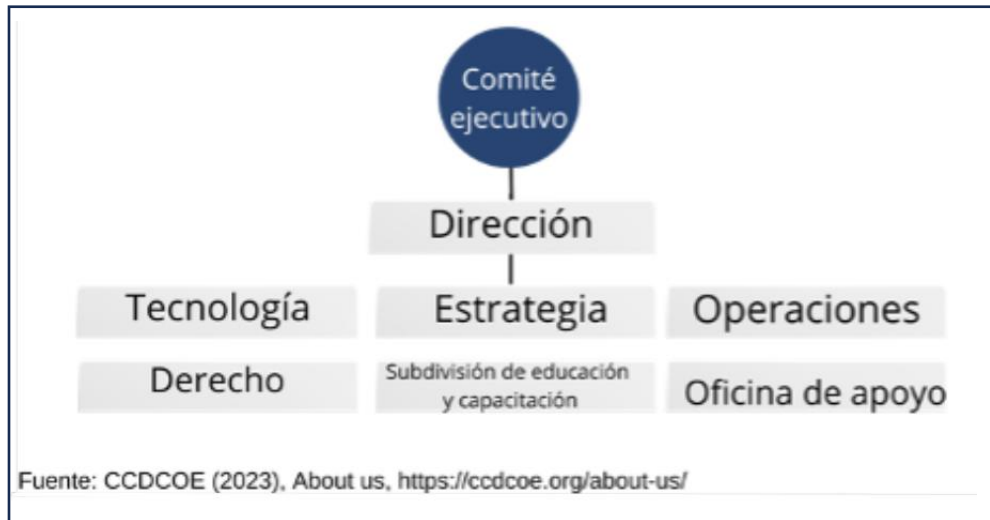 Comité
ejecutivo
Dirección
Tecnología
Estrategia
Operaciones
Derecho
Subdivisión de educación
y capacitación
Oficina de apoyo
Fuente: CCDCOE (2023), About us, https://ccdcoe.org/about-us/